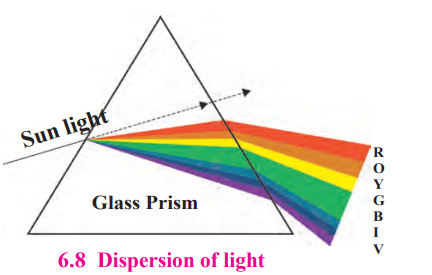 Sun light
Glass Prism
R
O
Y
G
B
I
V
6.8 Dispersion of light